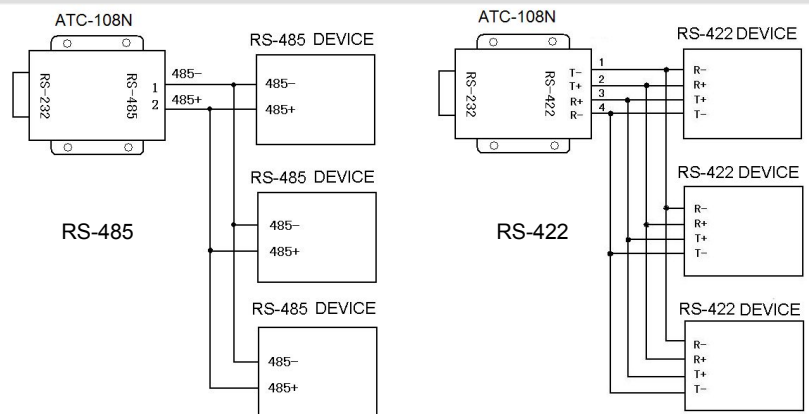 ATC-108N
RS-485 DEVICE
RS-232
RS-485
1
2
485-
485+
485-
485+
RS-485 DEVICE
485-
485+
RS-485
RS-485 DEVICE
485-
485+
ATC-108N
RS-422 DEVICE
RS-232
RS-422
T-
T+
R+
R-
1
2
3
4
R-
R+
T+
T-
RS-422 DEVICE
R-
R+
T+
T-
RS-422
RS-422 DEVICE
R-
R+
T+
T-